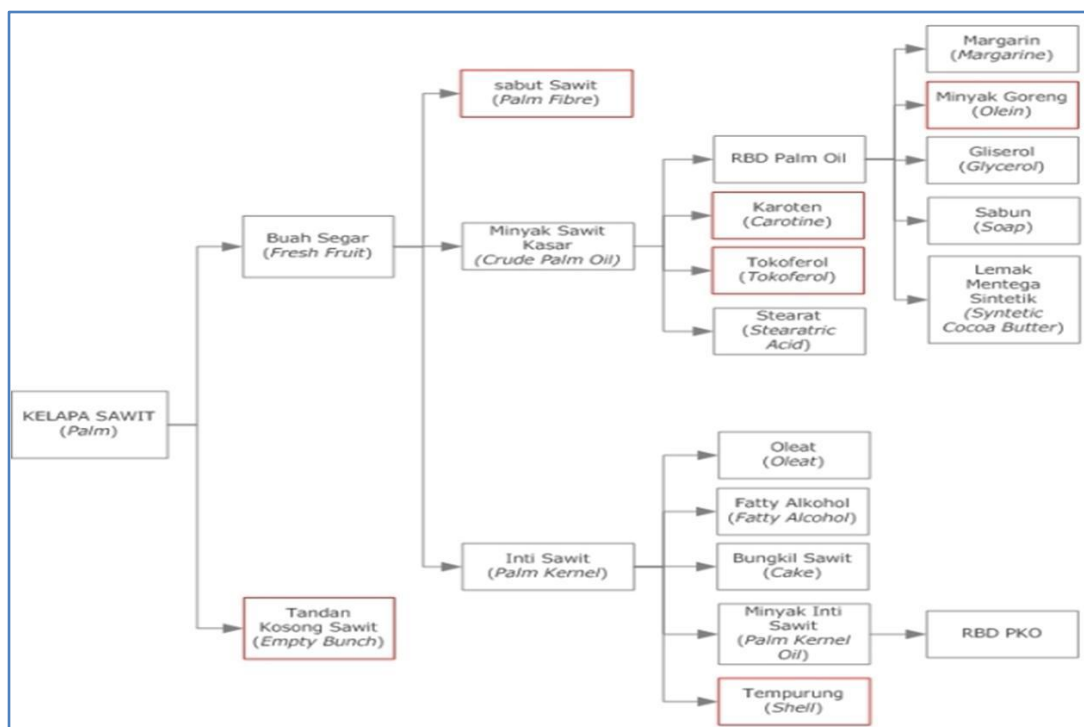 KELAPA SAWIT
(Palm)
Buah Segar
(Fresh Fruit)
Tandan
Kosong Sawit
(Empty Bunch)
sabut Sawit
(Palm Fibre)
Minyak Sawit
Kasar
(Crude Palm Oil)
Inti Sawit
(Palm Kernel)
RBD Palm Oil
Karoten
(Carotine)
Tokoferol
(Tokoferol)
Stearat
(Stearatric
Acid)
Oleat
(Oleat)
Fatty Alkohol
(Fatty Alcohol)
Bungkil Sawit
(Cake)
Minyak Inti
Sawit
(Palm Kernel
Oil)
Tempurung
(Shell)
Margarin
(Margarine)
Minyak Goreng
(Olein)
Gliserol
(Glycerol)
Sabun
(Soap)
Lemak
Mentega
Sintetik
(Syntetic
Cocoa Butter)
RBD PKO